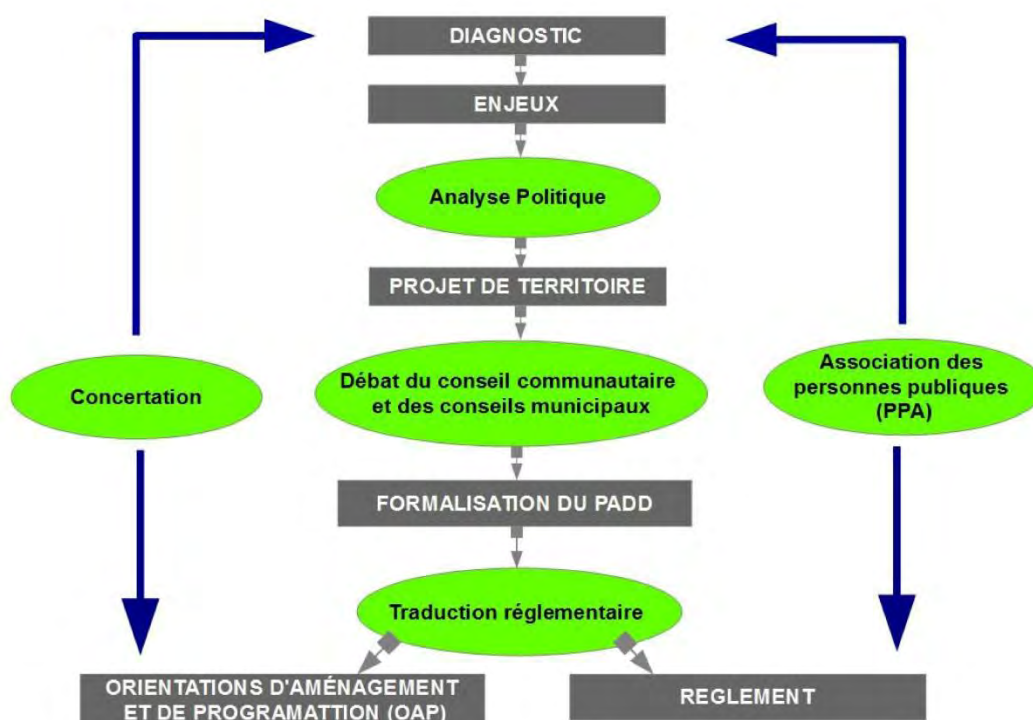 DIAGNOSTIC
ENJEUX
Analyse Politique
PROJET DE TERRITOIRE
Concertation
Débat du conseil communautaire
et des conseils municipaux
Association des
personnes publiques
(PPA)
FORMALISATION DU PADD
Traduction réglementaire
ORIENTATIONS D'AMÉNAGEMENT
ET DE PROGRAMATTION (OAP)
REGLEMENT